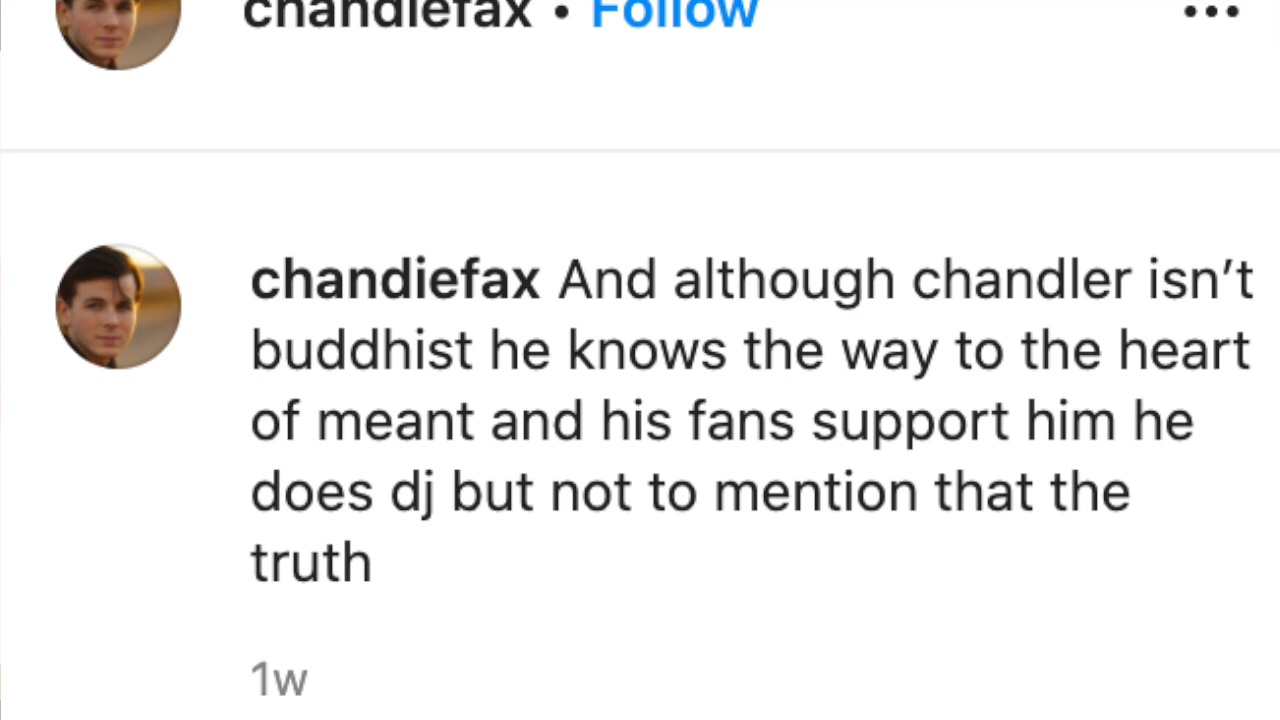 chandiefax • Follow
chandiefax And although chandler isn’t
buddhist he knows the way to the heart
of meant and his fans support him he
does dj but not to mention that the
truth
1w